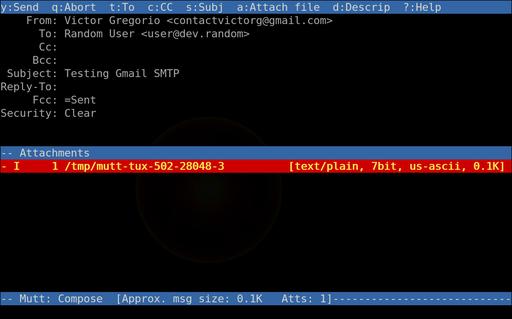 y:Send  q:Abort  t:To  c:CC  s:Subj  a:Attach file  d:Descrip  ?:Help
From: Victor Gregorio <contactvictorg@gmail.com>
To: Random User <user@dev.random>
Cc:
Bcc:
Subject: Testing Gmail SMTP
Reply-To:
Fcc: =Sent
Security: Clear
-- Attachments
- I     1 /tmp/mutt-tux-502-28048-3          [text/plain, 7bit, us-ascii, 0.1K]
-- Mutt: Compose  [Approx. msg size: 0.1K   Atts: 1]----------------------------